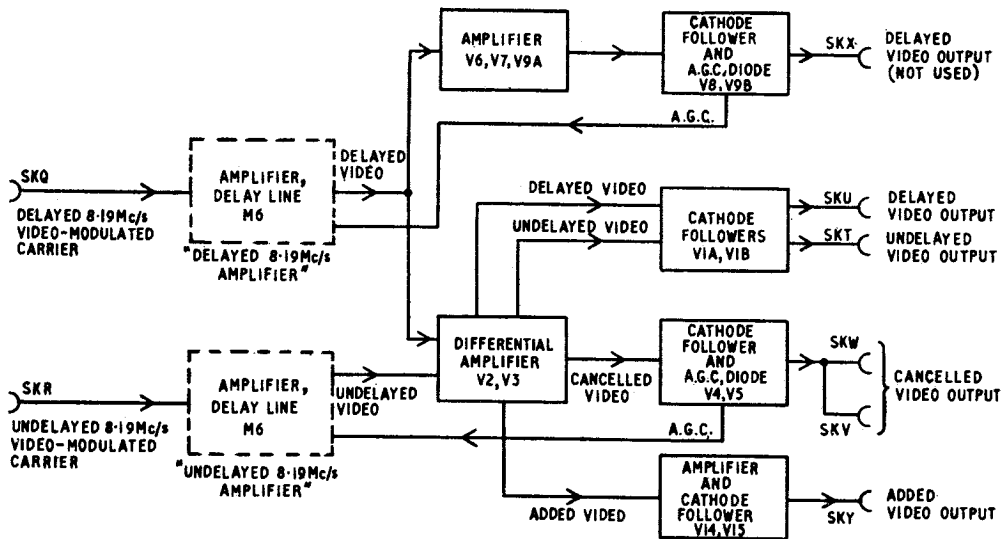 AMPLIFIER
V6, V7, V9A
CATHODE
FOLLOWER
AND
A.G.C, DIODE
V8, V9B
SKX
DELAYED
VIDEO OUTPUT
(NOT USED)
A.G.C.
SKQ
DELAYED 8·19Mc/s
VIDEO-MODULATED
CARRIER
AMPLIFIER,
DELAY LINE
M6
"DELAYED 8·19Mc/s
AMPLIFIER"
DELAYED
VIDEO
DELAYED VIDEO
UNDELAYED VIDEO
CATHODE
FOLLOWERS
V1A, V1B
SKU
DELAYED
VIDEO OUTPUT
SKT
UNDELAYED
VIDEO OUTPUT
SKR
UNDELAYED 8·19Mc/s
VIDEO-MODULATED
CARRIER
AMPLIFIER,
DELAY LINE
M6
"UNDELAYED 8·19Mc/s
AMPLIFIER"
UNDELAYED
VIDEO
DIFFERENTIAL
AMPLIFIER
V2, V3
CANCELLED
VIDEO
CATHODE
FOLLOWER
AND
A.G.C, DIODE
V4, V5
SKW
SKV
CANCELLED
VIDEO OUTPUT
A.G.C.
ADDED VIDED
AMPLIFIER
AND
CATHODE
FOLLOWER
V14, V15
SKY
ADDED
VIDEO OUTPUT